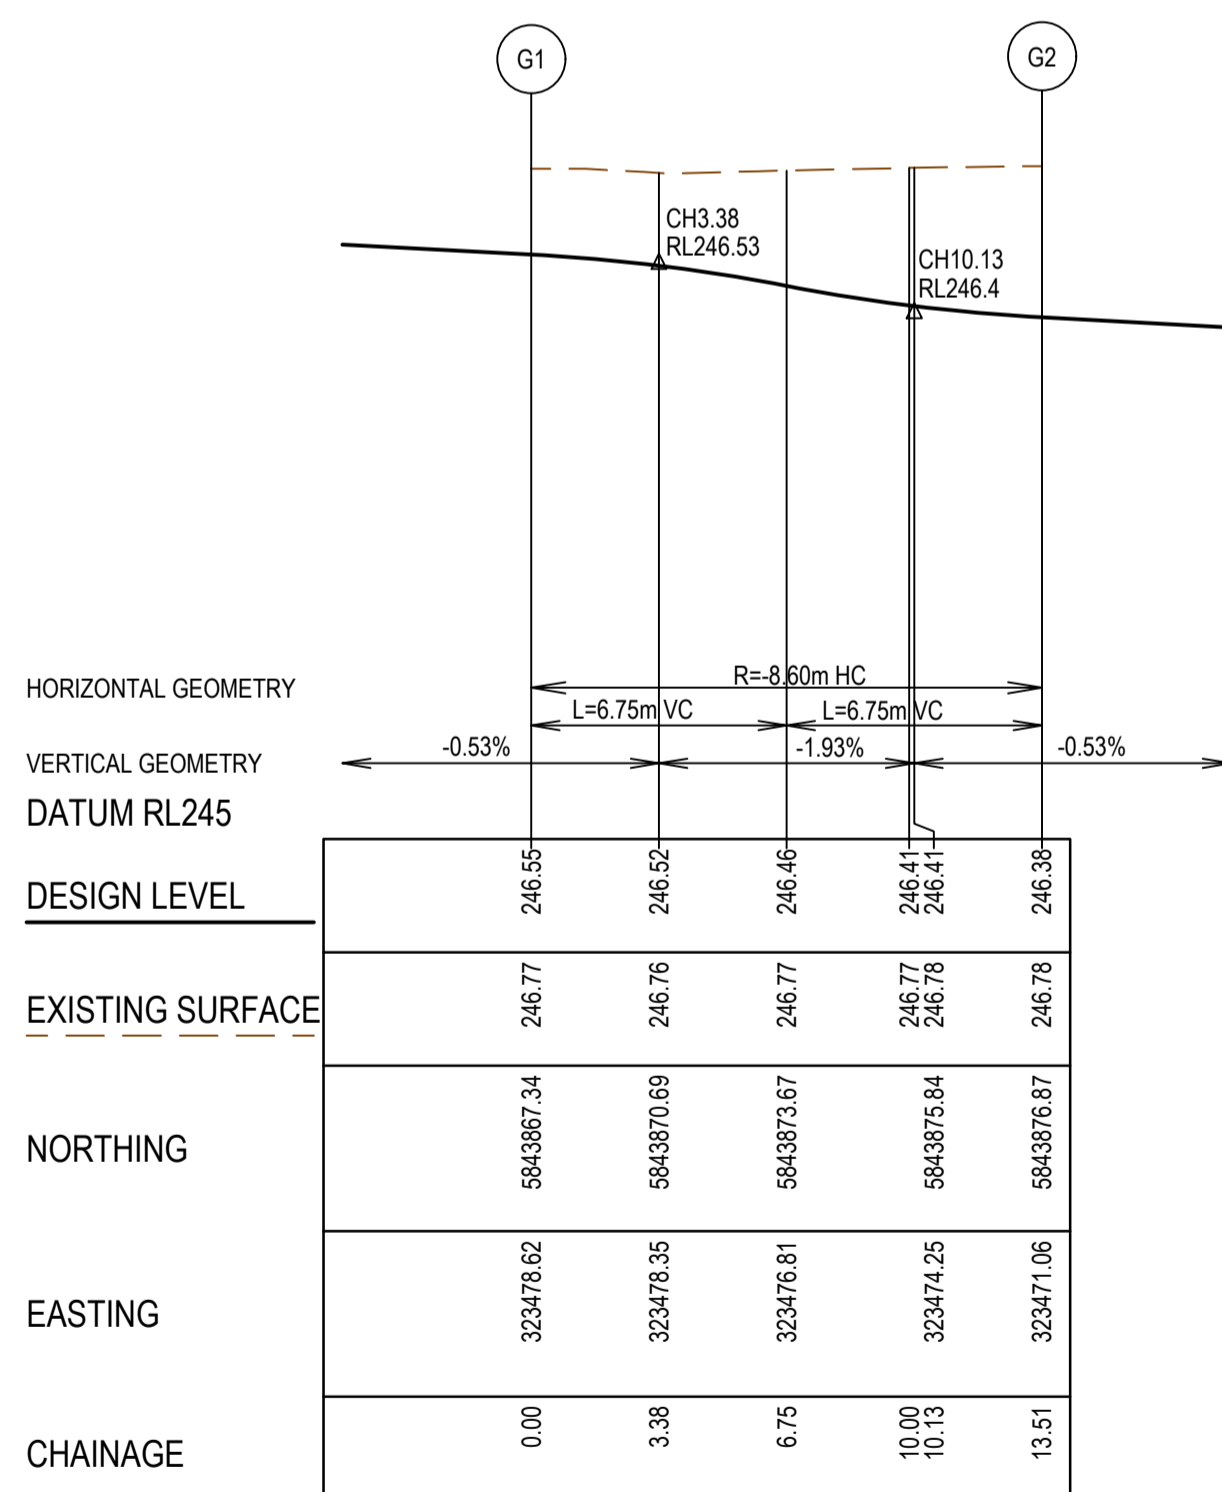 G1
G2
CH3.38
RL246.53
CH10.13
RL246.4
HORIZONTAL GEOMETRY
R=-8.60m HC
L=6.75m VC
L=6.75m VC
VERTICAL GEOMETRY
-0.53%
-1.93%
-0.53%
DATUM RL245
DESIGN LEVEL
246.55
246.52
246.46
246.41
246.41
246.38
EXISTING SURFACE
246.77
246.76
246.77
246.77
246.78
246.78
NORTHING
5843867.34
5843870.69
5843873.67
5843875.84
5843876.87
EASTING
323478.62
323478.35
323476.81
323474.25
323471.06
CHAINAGE
0.00
3.38
6.75
10.00
10.13
13.51